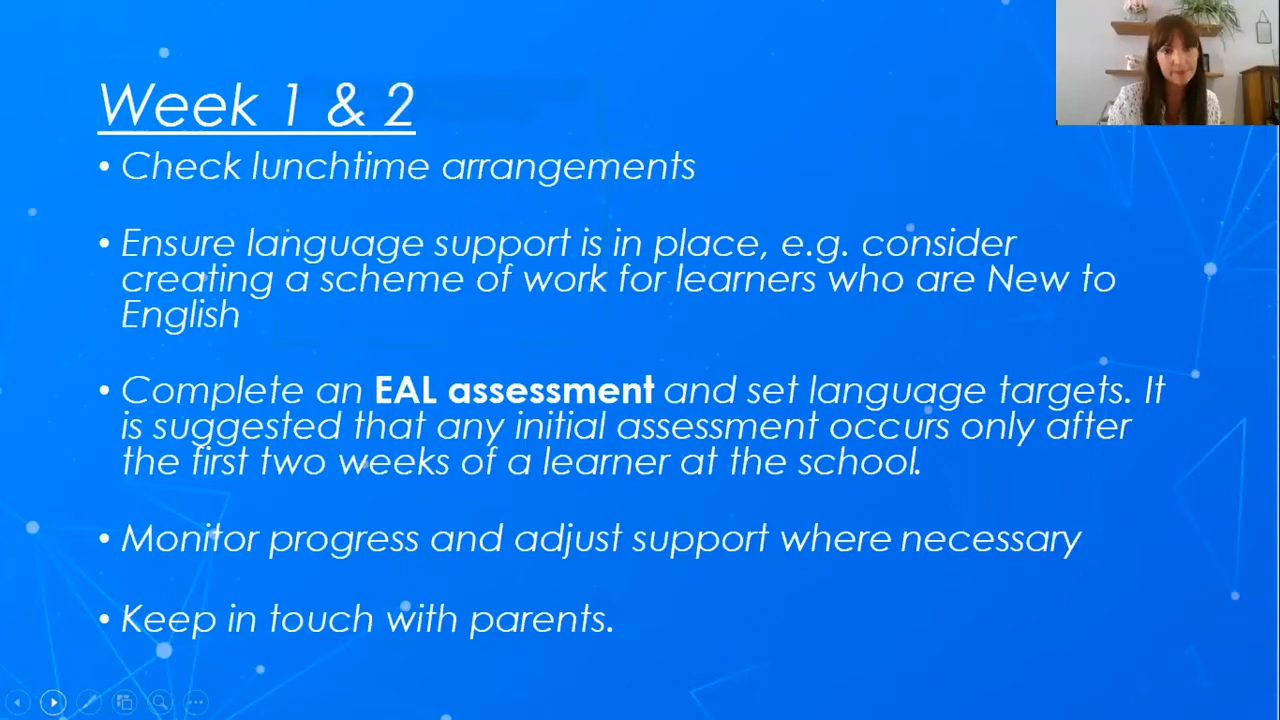 Week 1 & 2
• Check lunchtime arrangements
• Ensure language support is in place, e.g. consider
creating a scheme of work for learners who are New to
English
• Complete an EAL assessment and set language targets. It
is suggested that any initial assessment occurs only after
the first two weeks of a learner at the school.
• Monitor progress and adjust support where necessary
• Keep in touch with parents.